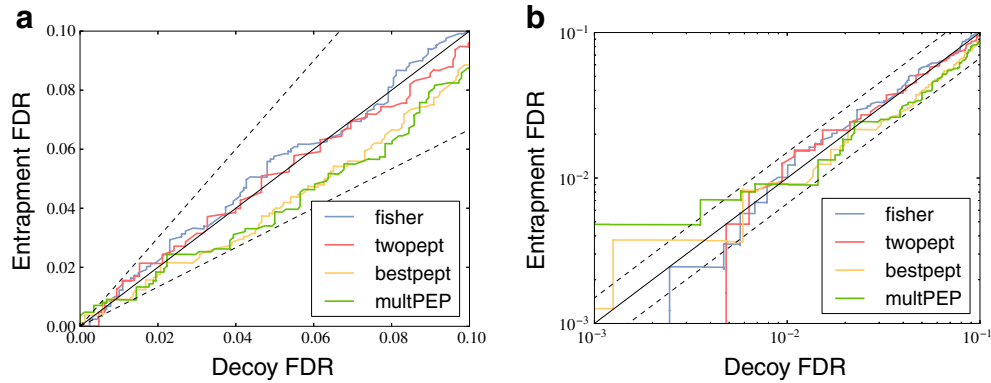 a
b
0.10
0.08
0.06
0.04
0.02
0.00
Entrapment FDR
0.00 0.02 0.04 0.06 0.08 0.10
Decoy FDR
fisher
twopept
bestpept
multPEP
10⁻¹
10⁻²
10⁻³
Entrapment FDR
10⁻³ 10⁻² 10⁻¹
Decoy FDR
fisher
twopept
bestpept
multPEP